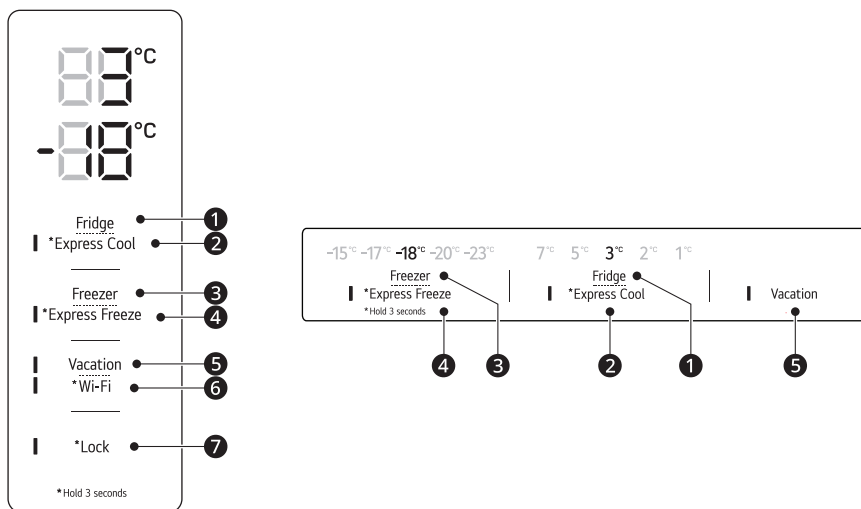 3°C
-18°C
Fridge
*Express Cool
Freezer
*Express Freeze
Vacation
*Wi-Fi
*Lock
*Hold 3 seconds
1
2
3
4
5
6
7
-15°C -17°C -18°C -20°C -23°C
7°C 5°C 3°C 2°C 1°C
Freezer
*Express Freeze
*Hold 3 seconds
Fridge
*Express Cool
Vacation
4
3
2
1
5